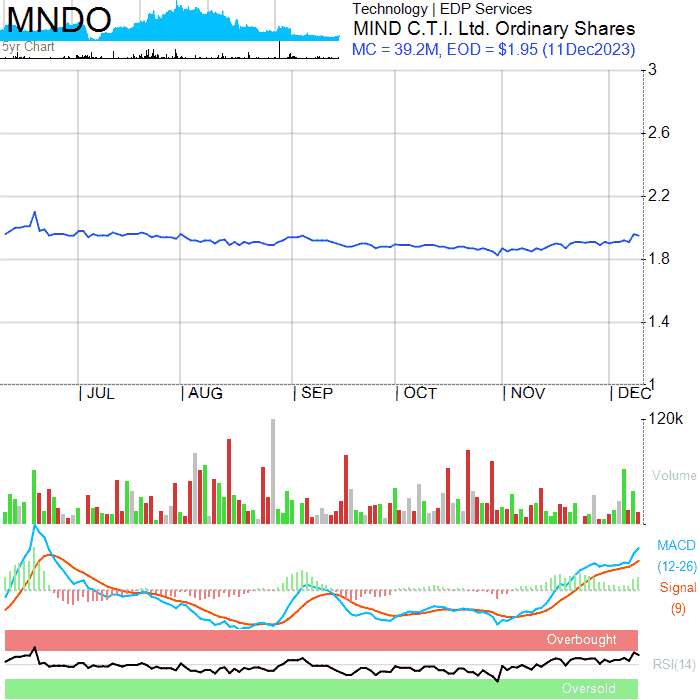 MNDO
5yr Chart
Technology | EDP Services
MIND C.T.I. Ltd. Ordinary Shares
MC = 39.2M, EOD = $1.95 (11Dec2023)
3
2.6
2.2
1.8
1.4
1
| JUL | AUG | SEP | OCT | NOV | DEC
120k
Volume
MACD
(12-26)
Signal
(9)
Overbought
RSI(14)
Oversold